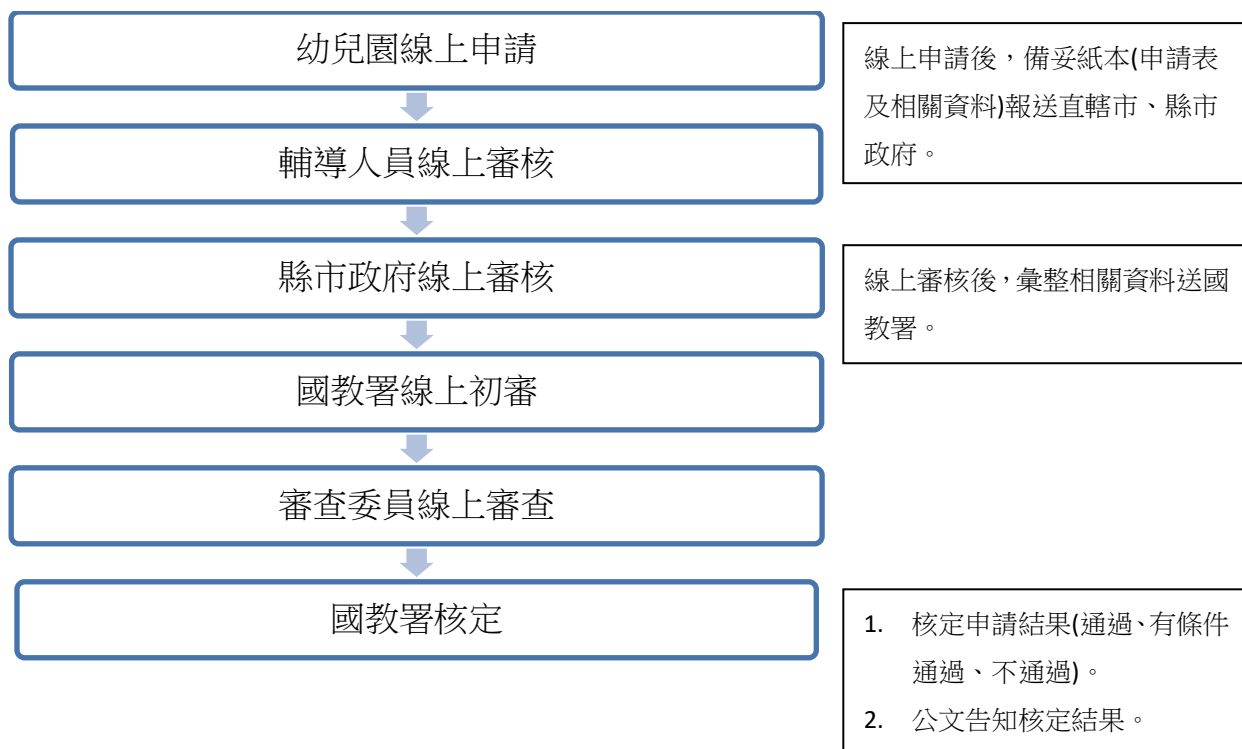 幼兒園線上申請
線上申請後，備妥紙本(申請表
及相關資料)報送直轄市、縣市
政府。
輔導人員線上審核
縣市政府線上審核
線上審核後，彙整相關資料送國
教署。
國教署線上初審
審查委員線上審查
國教署核定
1. 核定申請結果(通過、有條件
通過、不通過)。
2. 公文告知核定結果。